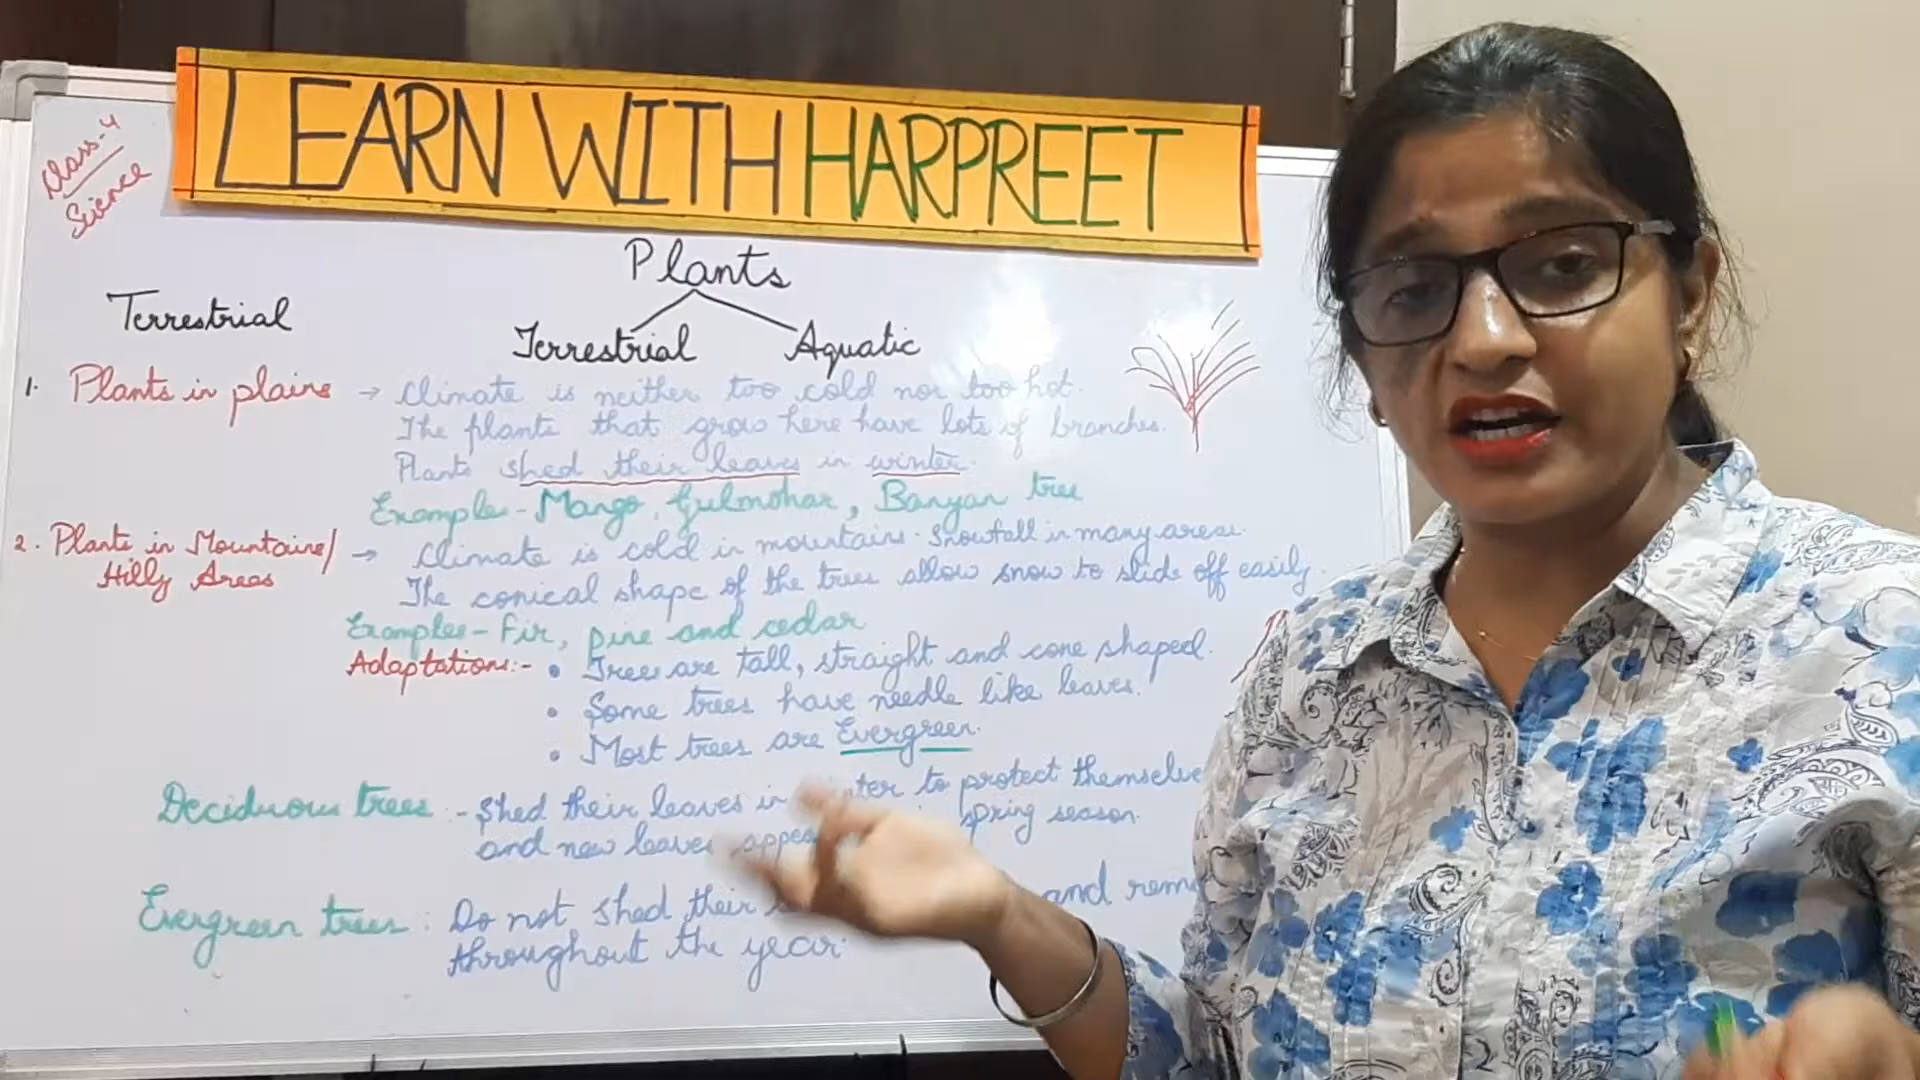 LEARN WITH HARPREET
Class-4
Science
Plants
Terrestrial
Terrestrial Aquatic
1. Plants in plains → Climate is neither too cold nor too hot.
The plants that grow here have lots of branches.
Plants shed their leaves in winter.
Examples - Mango, Gulmohar, Banyan tree
2. Plants in Mountains/ → Climate is cold in mountains. Snowfall in many areas.
Hilly Areas
The conical shape of the trees allow snow to slide off easily.
Examples - Fir, pine and cedar
Adaptations:- • Trees are tall, straight and cone shaped.
• Some trees have needle like leaves.
• Most trees are Evergreen.
Deciduous trees - Shed their leaves in to protect themselve
and new leaves spring season.
Evergreen trees: Do not shed their and
throughout the year.